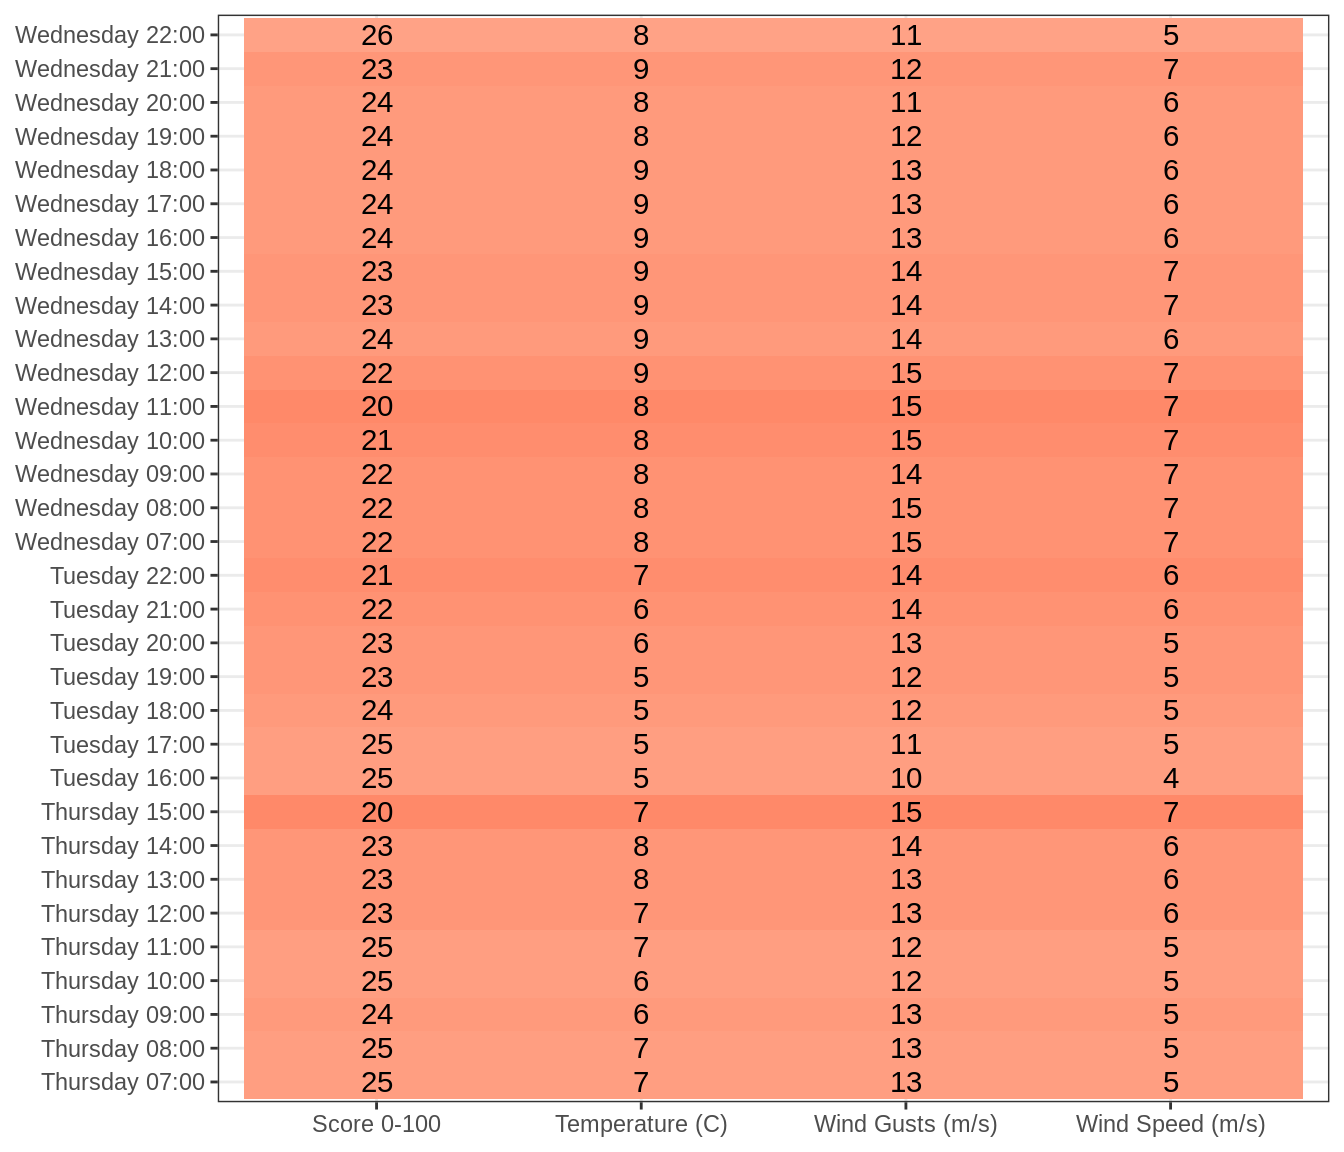 Wednesday 22:00 26 8 11 5
Wednesday 21:00 23 9 12 7
Wednesday 20:00 24 8 11 6
Wednesday 19:00 24 8 12 6
Wednesday 18:00 24 9 13 6
Wednesday 17:00 24 9 13 6
Wednesday 16:00 24 9 13 6
Wednesday 15:00 23 9 14 7
Wednesday 14:00 23 9 14 7
Wednesday 13:00 24 9 14 6
Wednesday 12:00 22 9 15 7
Wednesday 11:00 20 8 15 7
Wednesday 10:00 21 8 15 7
Wednesday 09:00 22 8 14 7
Wednesday 08:00 22 8 15 7
Wednesday 07:00 22 8 15 7
Tuesday 22:00 21 7 14 6
Tuesday 21:00 22 6 14 6
Tuesday 20:00 23 6 13 5
Tuesday 19:00 23 5 12 5
Tuesday 18:00 24 5 12 5
Tuesday 17:00 25 5 11 5
Tuesday 16:00 25 5 10 4
Thursday 15:00 20 7 15 7
Thursday 14:00 23 8 14 6
Thursday 13:00 23 8 13 6
Thursday 12:00 23 7 13 6
Thursday 11:00 25 7 12 5
Thursday 10:00 25 6 12 5
Thursday 09:00 24 6 13 5
Thursday 08:00 25 7 13 5
Thursday 07:00 25 7 13 5
Score 0-100 Temperature (C) Wind Gusts (m/s) Wind Speed (m/s)